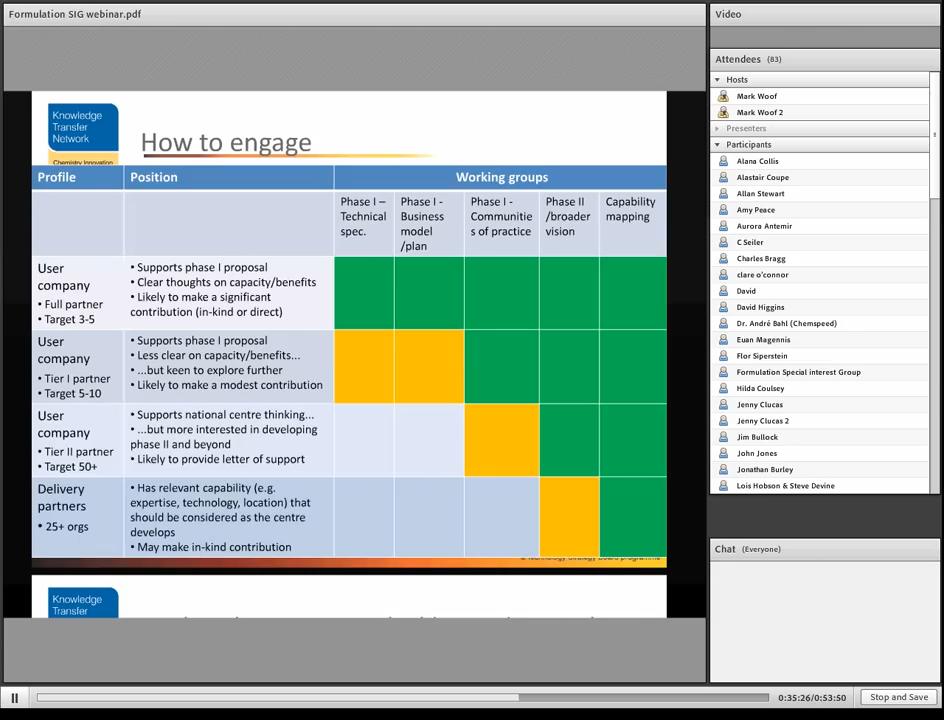 Formulation SIG webinar.pdf
Knowledge
Transfer
Network
Chemistry Innovation
How to engage
Profile
Position
Working groups
Phase I –
Technical
spec.
Phase I -
Business
model
/plan
Phase I -
Communitie
s of practice
Phase II
/broader
vision
Capability
mapping
User
company
• Full partner
• Target 3-5
• Supports phase I proposal
• Clear thoughts on capacity/benefits
• Likely to make a significant
contribution (in-kind or direct)
User
company
• Tier I partner
• Target 5-10
• Supports phase I proposal
• Less clear on capacity/benefits...
• ...but keen to explore further
• Likely to make a modest contribution
User
company
• Tier II partner
• Target 50+
• Supports national centre thinking...
• ...but more interested in developing
phase II and beyond
• Likely to provide letter of support
Delivery
partners
• 25+ orgs
• Has relevant capability (e.g.
expertise, technology, location) that
should be considered as the centre
develops
• May make in-kind contribution
Knowledge
Transfer
Video
Attendees (83)
Hosts
Mark Woof
Mark Woof 2
Presenters
Participants
Alana Collis
Alastair Coupe
Allan Stewart
Amy Peace
Aurora Antemir
C Seiler
Charles Bragg
clare o'connor
David
David Higgins
Dr. André Bahl (Chemspeed)
Euan Magennis
Flor Siperstein
Formulation Special interest Group
Hilda Coulsey
Jenny Clucas
Jenny Clucas 2
Jim Bullock
John Jones
Jonathan Burley
Lois Hobson & Steve Devine
Chat (Everyone)
0:35:26/0:53:50
Stop and Save